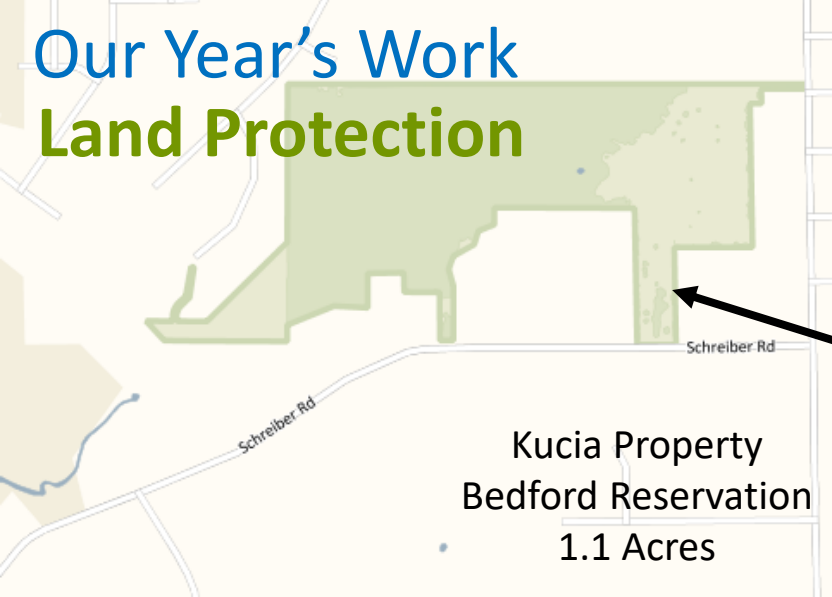 Our Year's Work
Land Protection
Schreiber Rd
Schreiber Rd
Kucia Property
Bedford Reservation
1.1 Acres